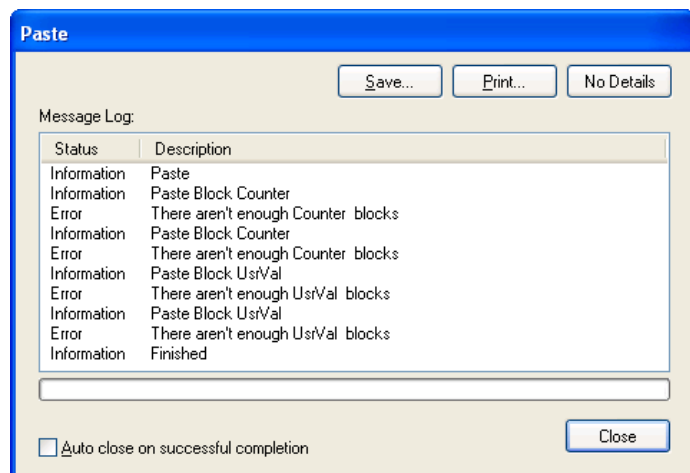 Paste
Save... Print... No Details
Message Log:
Status Description
Information Paste
Information Paste Block Counter
Error There aren't enough Counter blocks
Information Paste Block Counter
Error There aren't enough Counter blocks
Information Paste Block UsrVal
Error There aren't enough UsrVal blocks
Information Paste Block UsrVal
Error There aren't enough UsrVal blocks
Information Finished
Close
Auto close on successful completion